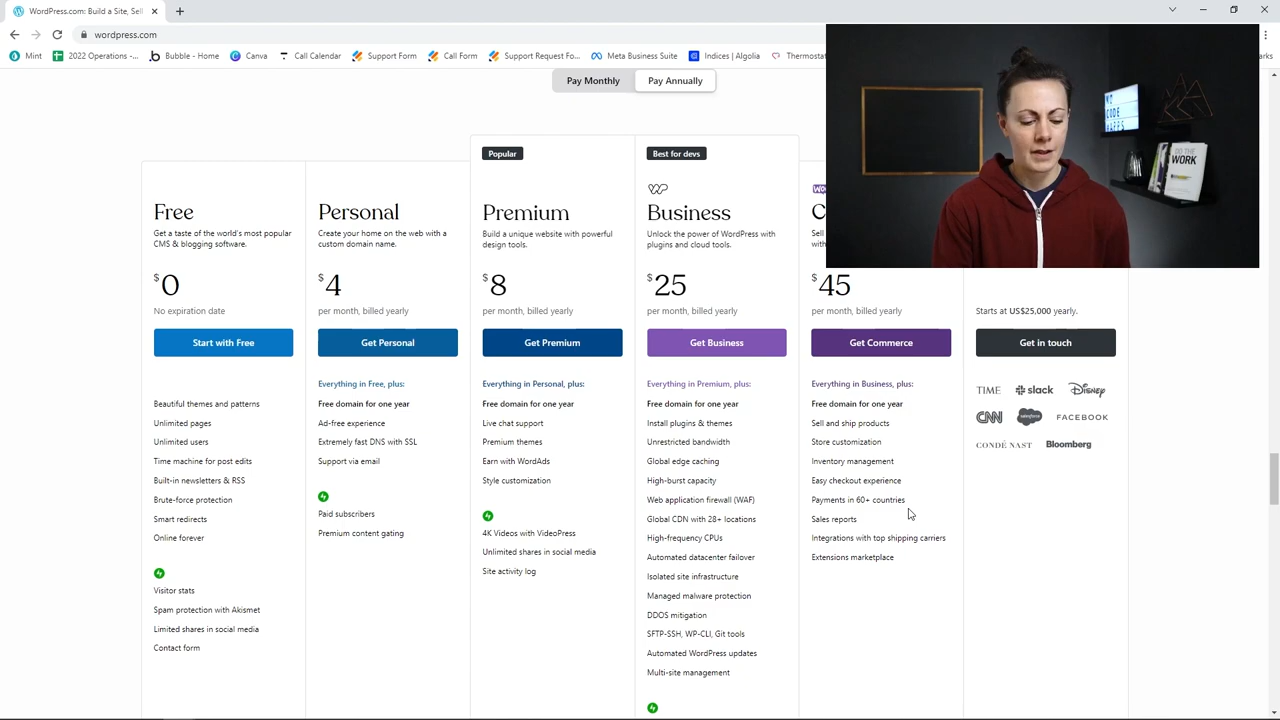 WordPress.com: Build a Site, Sell
wordpress.com
Mint
2022 Operations -...
Bubble - Home
Canva
Call Calendar
Support Form
Call Form
Support Request Fo...
Meta Business Suite
Indices | Algolia
Thermostat
arks
NO
CODE
HAPPS
DO THE
WORK
Pay Monthly
Pay Annually
Free
Get a taste of the world's most popular
CMS & blogging software.
$0
No expiration date
Start with Free
Beautiful themes and patterns
Unlimited pages
Unlimited users
Time machine for post edits
Built-in newsletters & RSS
Brute-force protection
Smart redirects
Online forever
Visitor stats
Spam protection with Akismet
Limited shares in social media
Contact form
Personal
Create your home on the web with a
custom domain name.
$4
per month, billed yearly
Get Personal
Everything in Free, plus:
Free domain for one year
Ad-free experience
Extremely fast DNS with SSL
Support via email
Paid subscribers
Premium content gating
Popular
Premium
Build a unique website with powerful
design tools.
$8
per month, billed yearly
Get Premium
Everything in Personal, plus:
Free domain for one year
Live chat support
Premium themes
Earn with WordAds
Style customization
4K Videos with VideoPress
Unlimited shares in social media
Site activity log
Best for devs
Business
Unlock the power of WordPress with
plugins and cloud tools.
$25
per month, billed yearly
Get Business
Everything in Premium, plus:
Free domain for one year
Install plugins & themes
Unrestricted bandwidth
Global edge caching
High-burst capacity
Web application firewall (WAF)
Global CDN with 28+ locations
High-frequency CPUs
Automated datacenter failover
Isolated site infrastructure
Managed malware protection
DDOS mitigation
SFTP-SSH, WP-CLI, Git tools
Automated WordPress updates
Multi-site management
WOO
C
Sell
with
$45
per month, billed yearly
Get Commerce
Everything in Business, plus:
Free domain for one year
Sell and ship products
Store customization
Inventory management
Easy checkout experience
Payments in 60+ countries
Sales reports
Integrations with top shipping carriers
Extensions marketplace
Starts at US$25,000 yearly.
Get in touch
TIME slack Disney
CNN salesforce FACEBOOK
CONDÉ NAST Bloomberg